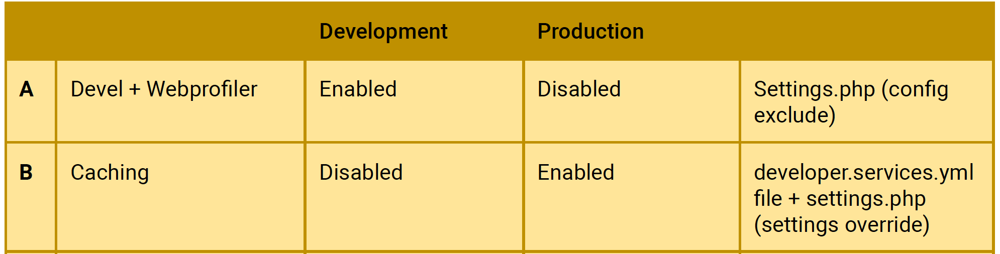 Development Production
A Devel + Webprofiler Enabled Disabled Settings.php (config
exclude)
B Caching Disabled Enabled developer.services.yml
file + settings.php
(settings override)